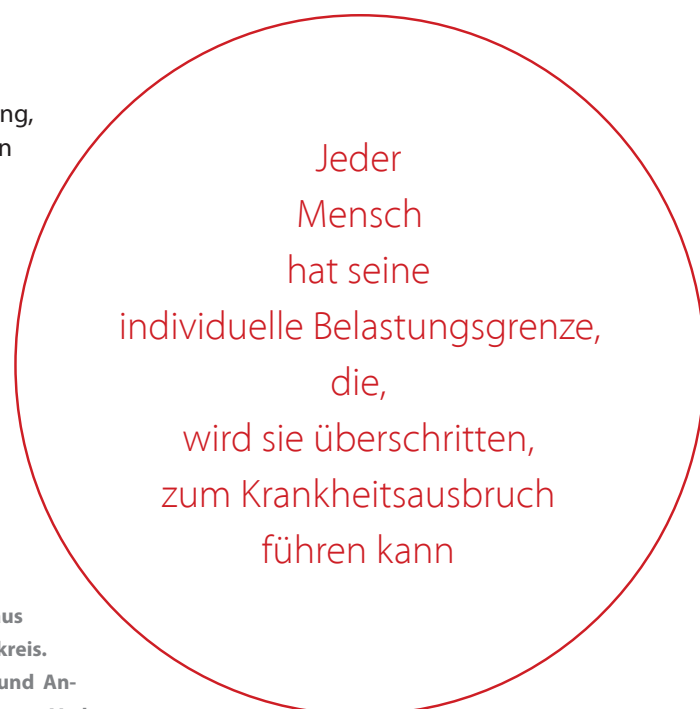 ng,
n
Jeder
Mensch
hat seine
individuelle Belastungsgrenze,
die,
wird sie überschritten,
zum Krankheitsausbruch
führen kann
us
kreis.
und An-